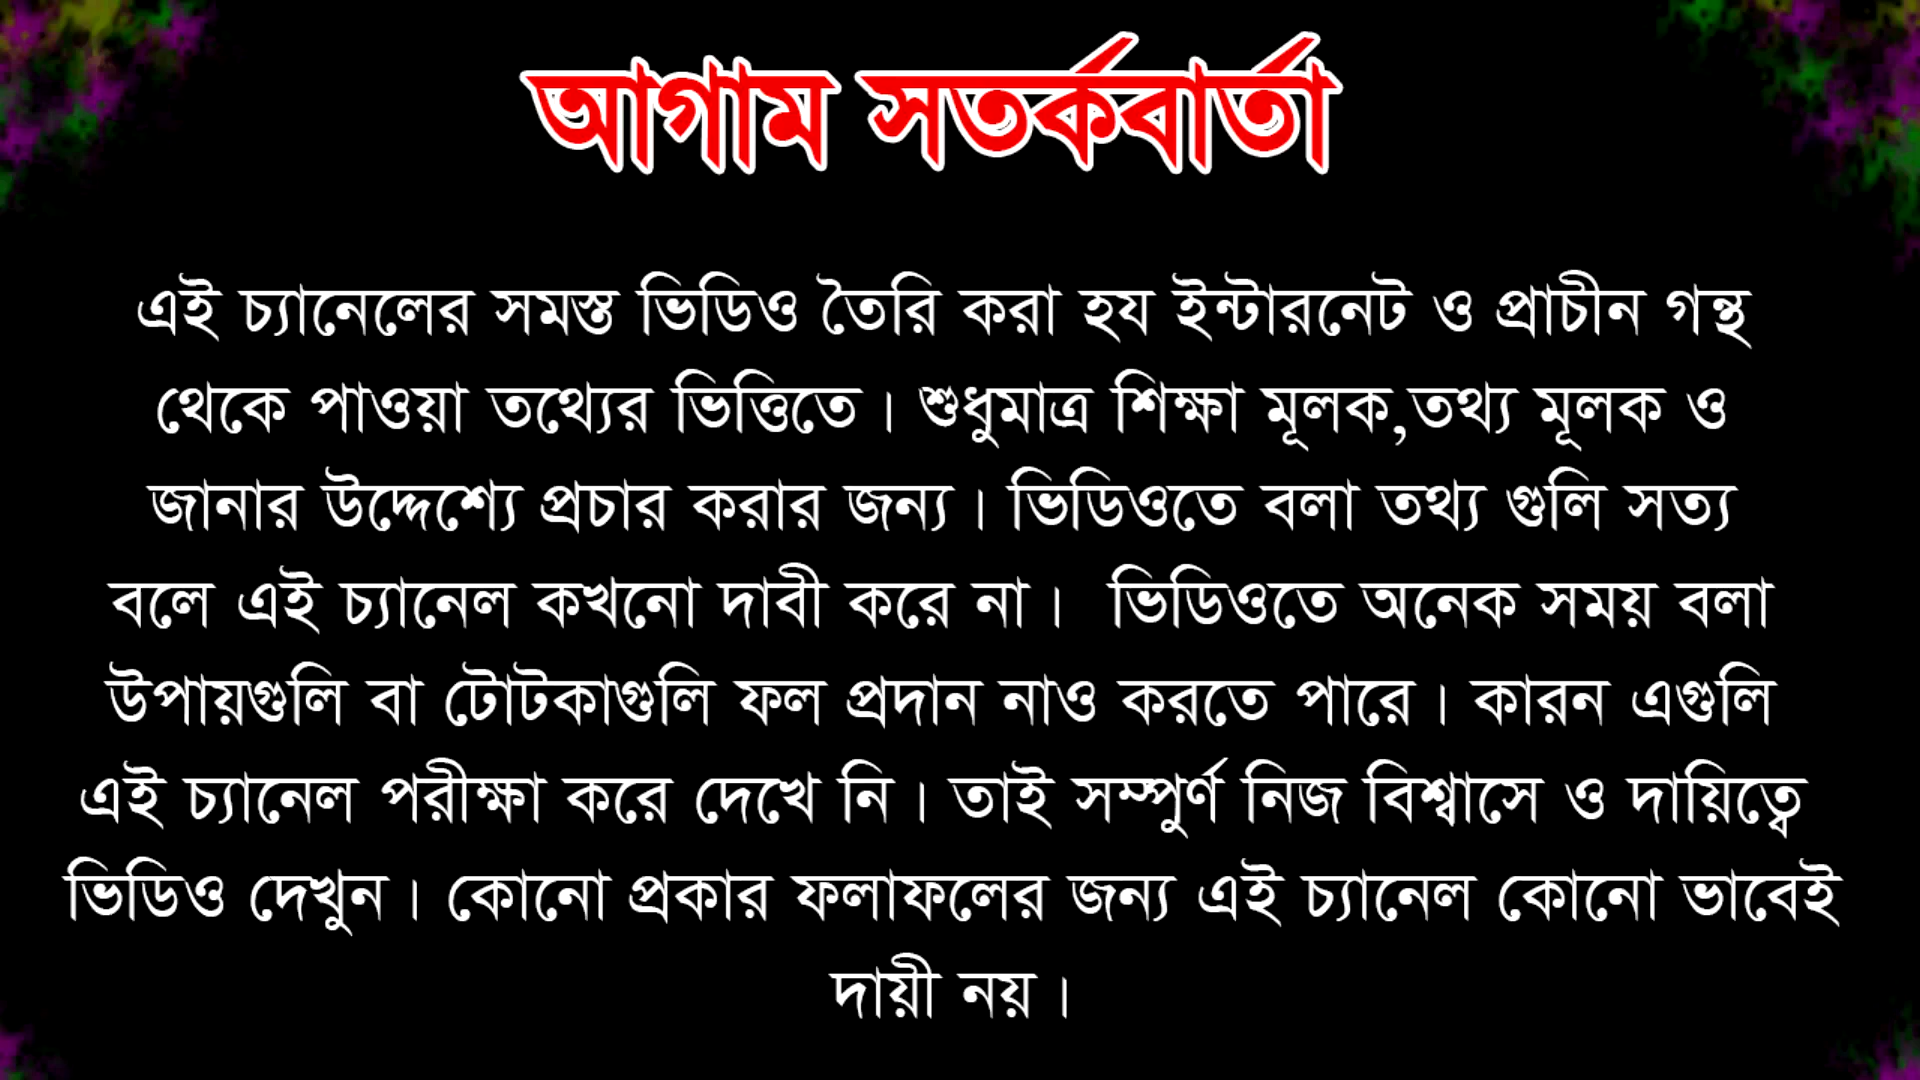 আগাম সতর্কবার্তা
এই চ্যানেলের সমস্ত ভিডিও তৈরি করা হয ইন্টারনেট ও প্রাচীন গন্থ
থেকে পাওয়া তথ্যের ভিত্তিতে। শুধুমাত্র শিক্ষা মূলক,তথ্য মূলক ও
জানার উদ্দেশ্যে প্রচার করার জন্য। ভিডিওতে বলা তথ্য গুলি সত্য
বলে এই চ্যানেল কখনো দাবী করে না। ভিডিওতে অনেক সময় বলা
উপায়গুলি বা টোটকাগুলি ফল প্রদান নাও করতে পারে। কারন এগুলি
এই চ্যানেল পরীক্ষা করে দেখে নি। তাই সম্পুর্ণ নিজ বিশ্বাসে ও দায়িত্বে
ভিডিও দেখুন। কোনো প্রকার ফলাফলের জন্য এই চ্যানেল কোনো ভাবেই
দায়ী নয়।